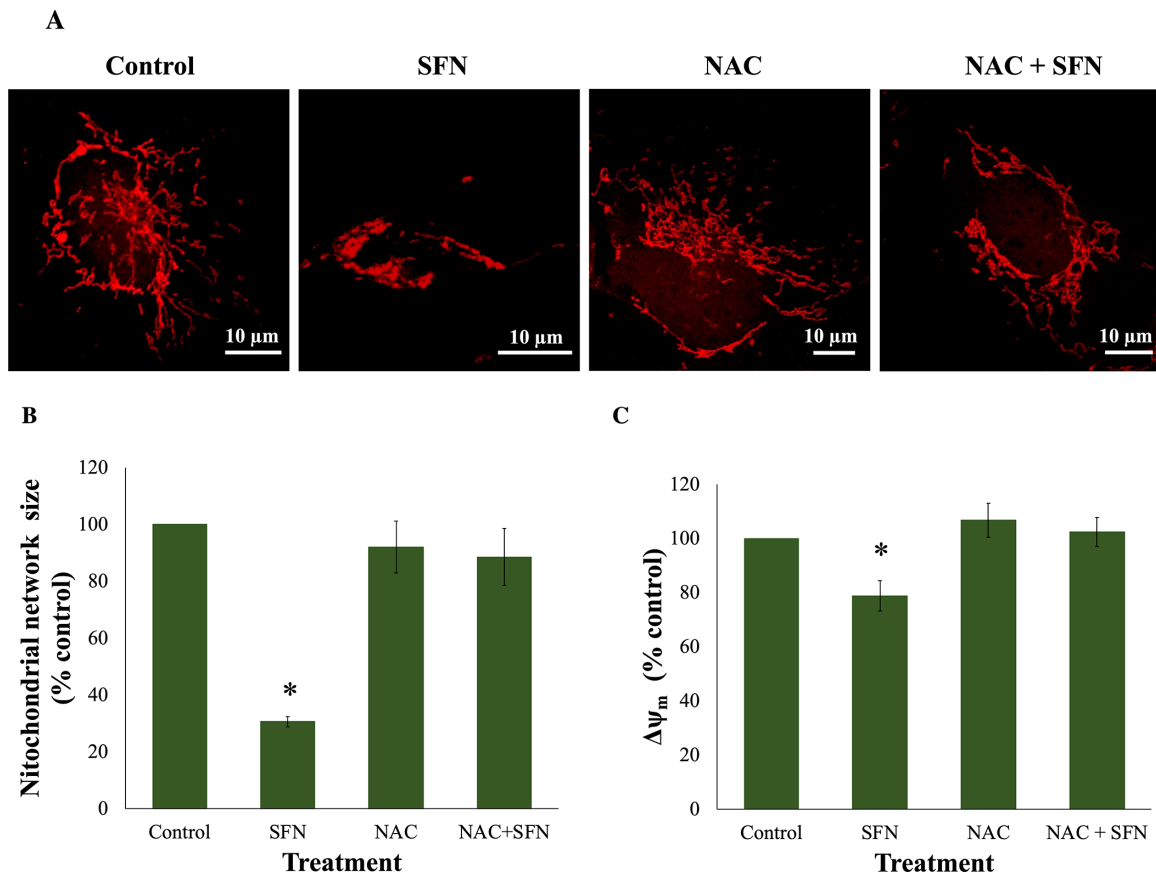 A
Control
SFN
NAC
NAC + SFN
10 µm
10 µm
10 µm
10 µm
B
Nitochondrial network size
(% control)
120
100
80
60
40
20
0
*
Control
SFN
NAC
NAC+SFN
Treatment
C
Δψm (% control)
120
100
80
60
40
20
0
*
Control
SFN
NAC
NAC + SFN
Treatment